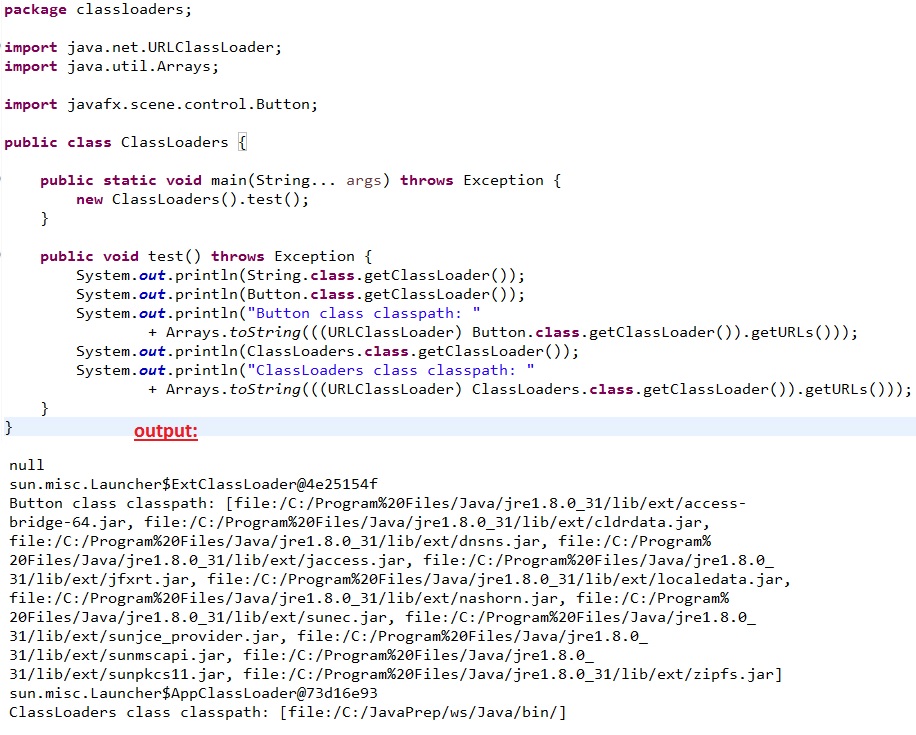 package classloaders;
import java.net.URLClassLoader;
import java.util.Arrays;
import javafx.scene.control.Button;
public class ClassLoaders {
public static void main(String... args) throws Exception {
new ClassLoaders().test();
}
public void test() throws Exception {
System.out.println(String.class.getClassLoader());
System.out.println(Button.class.getClassLoader());
System.out.println("Button class classpath: "
+ Arrays.toString(((URLClassLoader) Button.class.getClassLoader()).getURLs()));
System.out.println(ClassLoaders.class.getClassLoader());
System.out.println("ClassLoaders class classpath: "
+ Arrays.toString(((URLClassLoader) ClassLoaders.class.getClassLoader()).getURLs()));
}
}
output:
null
sun.misc.Launcher$ExtClassLoader@4e25154f
Button class classpath: [file:/C:/Program%20Files/Java/jre1.8.0_31/lib/ext/access-
bridge-64.jar, file:/C:/Program%20Files/Java/jre1.8.0_31/lib/ext/cldrdata.jar,
file:/C:/Program%20Files/Java/jre1.8.0_31/lib/ext/dnsns.jar, file:/C:/Program%
20Files/Java/jre1.8.0_31/lib/ext/jaccess.jar, file:/C:/Program%20Files/Java/jre1.8.0_
31/lib/ext/jfxrt.jar, file:/C:/Program%20Files/Java/jre1.8.0_31/lib/ext/localedata.jar,
file:/C:/Program%20Files/Java/jre1.8.0_31/lib/ext/nashorn.jar, file:/C:/Program%
20Files/Java/jre1.8.0_31/lib/ext/sunec.jar, file:/C:/Program%20Files/Java/jre1.8.0_
31/lib/ext/sunjce_provider.jar, file:/C:/Program%20Files/Java/jre1.8.0_
31/lib/ext/sunmscapi.jar, file:/C:/Program%20Files/Java/jre1.8.0_
31/lib/ext/sunpkcs11.jar, file:/C:/Program%20Files/Java/jre1.8.0_31/lib/ext/zipfs.jar]
sun.misc.Launcher$AppClassLoader@73d16e93
ClassLoaders class classpath: [file:/C:/JavaPrep/ws/Java/bin/]